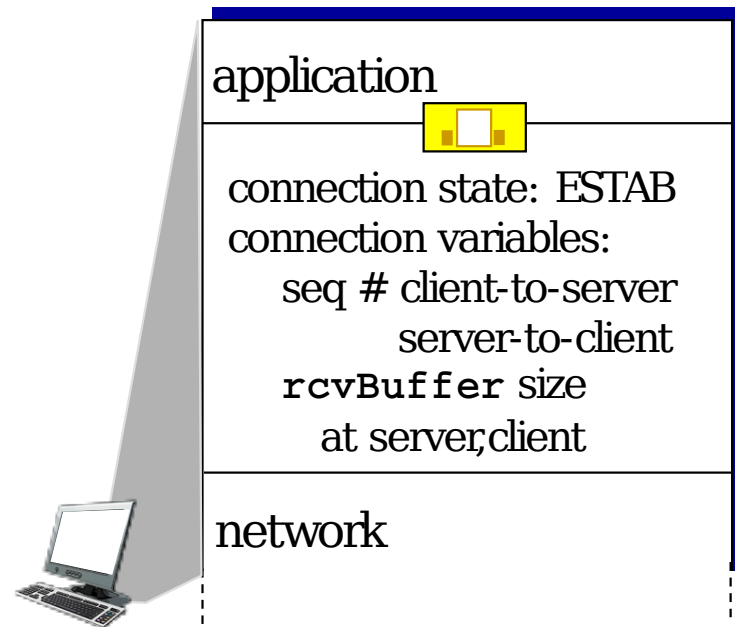 application
connection state: ESTAB
connection variables:
seq # client-to-server
server-to-client
rcvBuffer size
at server,client
network